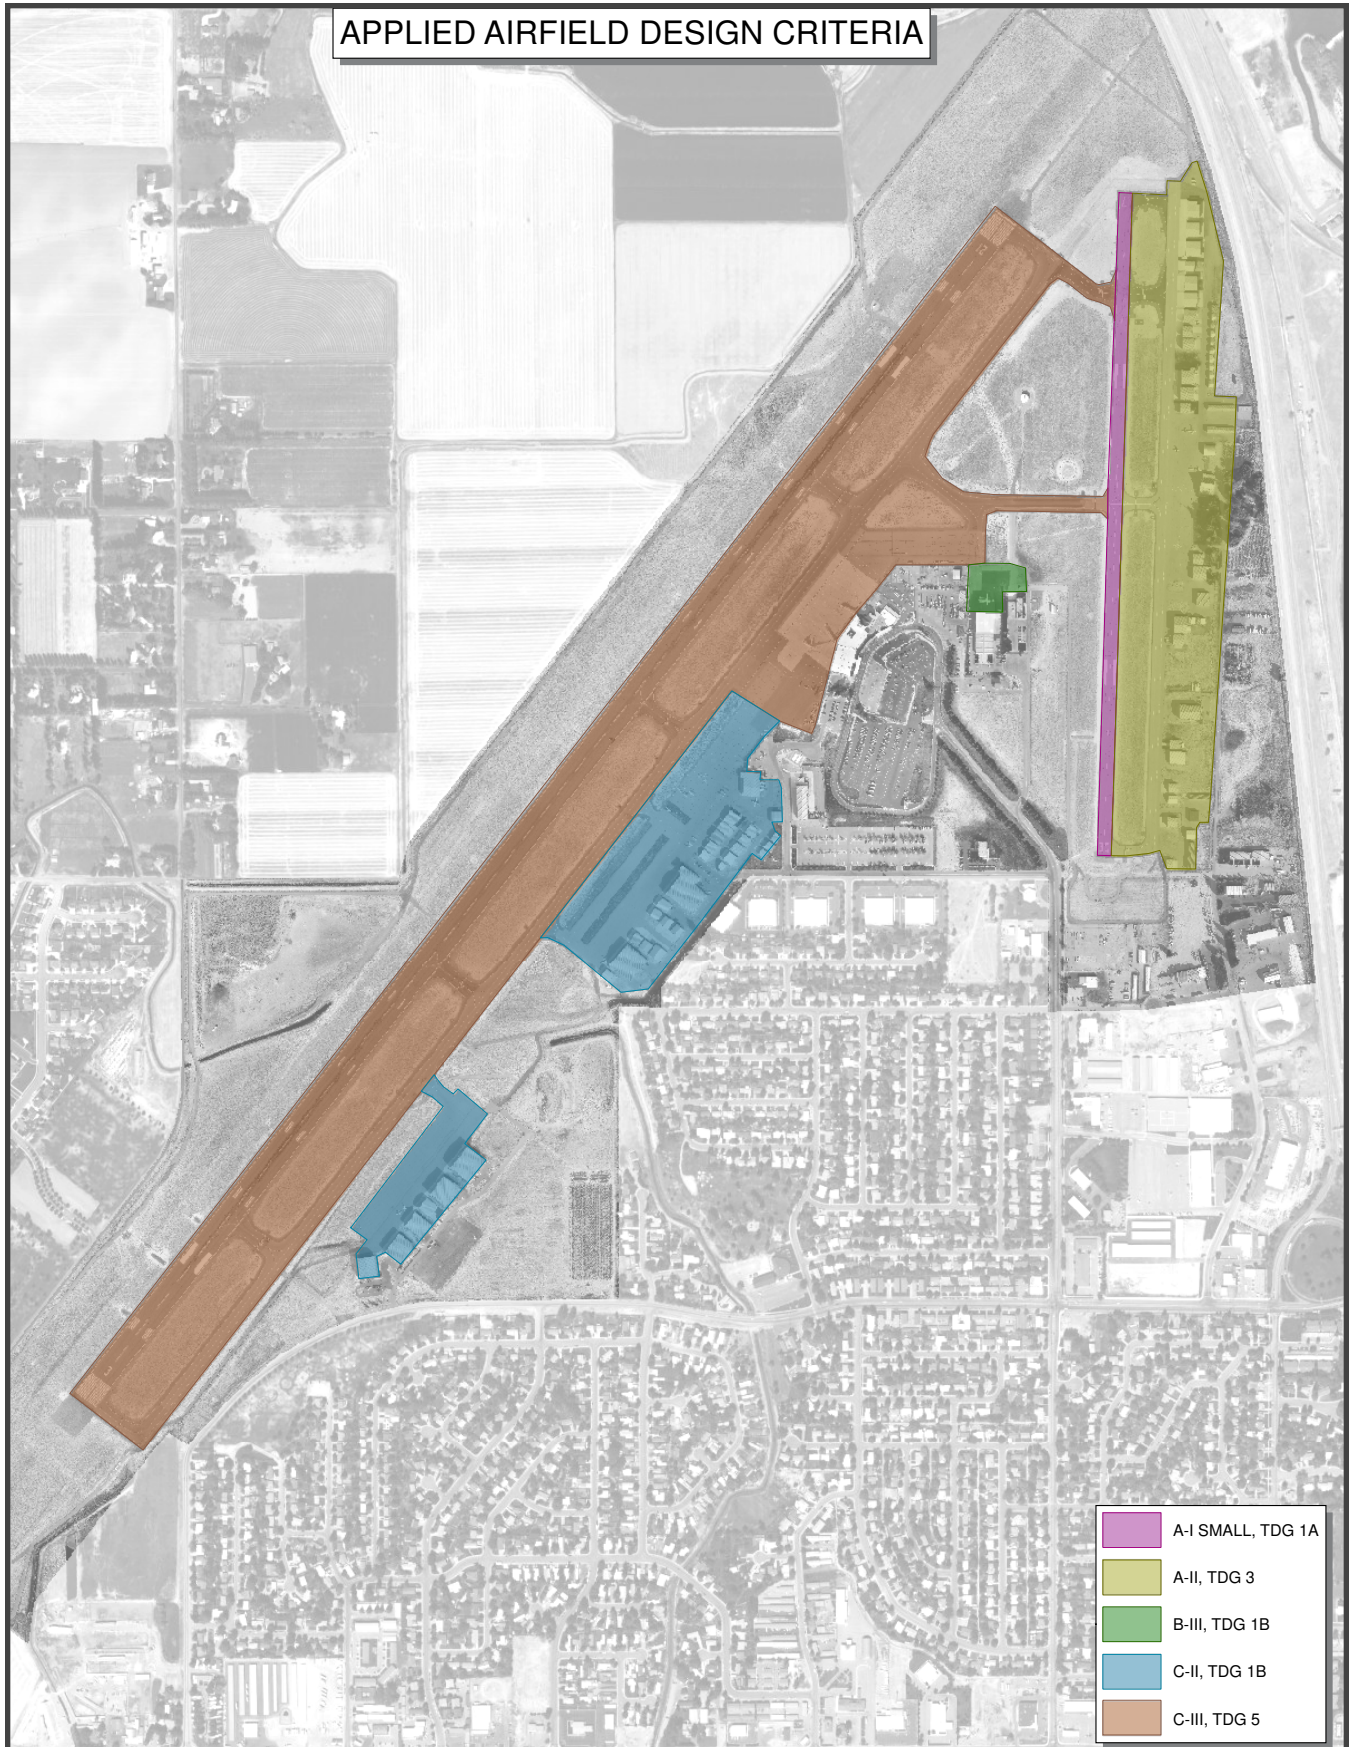 APPLIED AIRFIELD DESIGN CRITERIA
A-I SMALL, TDG 1A
A-II, TDG 3
B-III, TDG 1B
C-II, TDG 1B
C-III, TDG 5